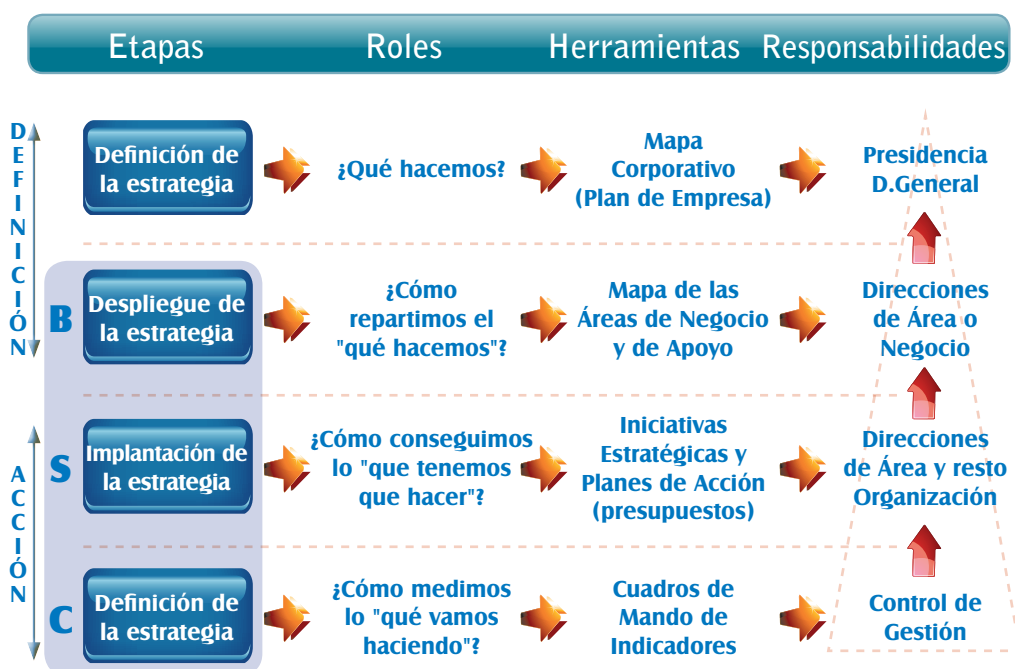 Etapas Roles Herramientas Responsabilidades
DEFINICIÓN
Definición de
la estrategia
¿Qué hacemos?
Mapa
Corporativo
(Plan de Empresa)
Presidencia
D.General
B
Despliegue de
la estrategia
¿Cómo
repartimos el
"qué hacemos"?
Mapa de las
Áreas de Negocio
y de Apoyo
Direcciones
de Área o
Negocio
ACCIÓN
S
Implantación de
la estrategia
¿Cómo conseguimos
lo "que tenemos
que hacer"?
Iniciativas
Estratégicas y
Planes de Acción
(presupuestos)
Direcciones
de Área y resto
Organización
C
Definición de
la estrategia
¿Cómo medimos
lo "qué vamos
haciendo"?
Cuadros de
Mando de
Indicadores
Control de
Gestión